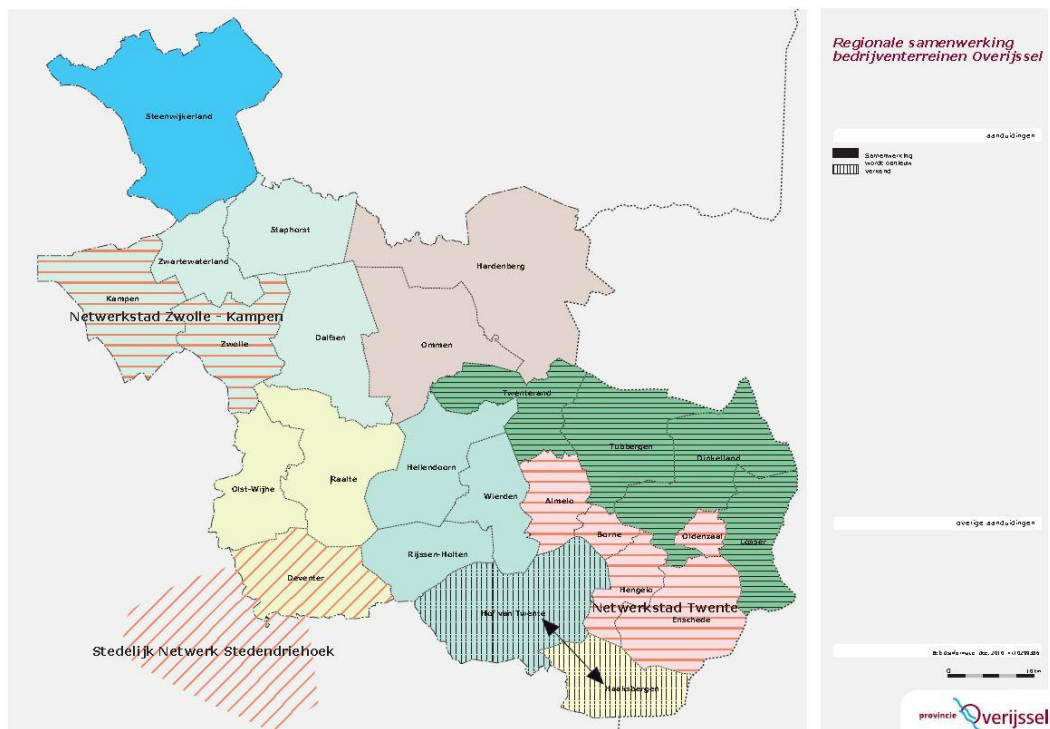 Regionale samenwerking
bedrijventerreinen Overijssel
aanduidingen
Samenwerking
wordt opnieuw
verkend
Steenwijkerland
Staphorst
Zwartewaterland
Hardenberg
Kampen
Netwerkstad Zwolle - Kampen
Zwolle
Dalfsen
Ommen
Twenterand
Tubbergen
Dinkelland
Hellendoorn
Raalte
Olst-Wijhe
Wierden
Almelo
Borne
Oldenzaal
Losser
Rijssen-Holten
Deventer
Hengelo
Hof van Twente
Netwerkstad Twente
Enschede
Stedelijk Netwerk Stedendriehoek
Haaksbergen
overige aanduidingen
0
provincie Overijssel